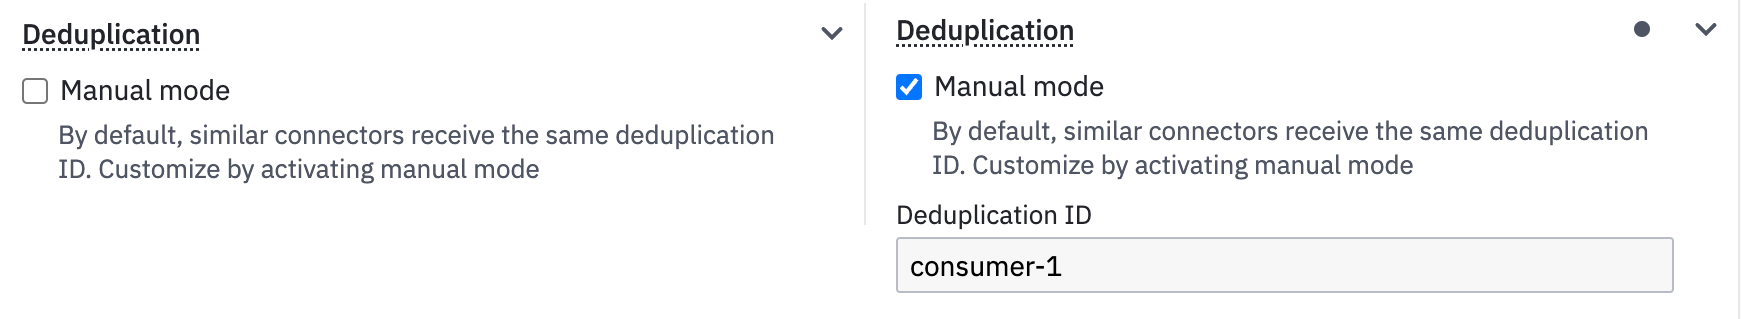 Deduplication
Manual mode
By default, similar connectors receive the same deduplication
ID. Customize by activating manual mode
Deduplication
Manual mode
By default, similar connectors receive the same deduplication
ID. Customize by activating manual mode
Deduplication ID
consumer-1